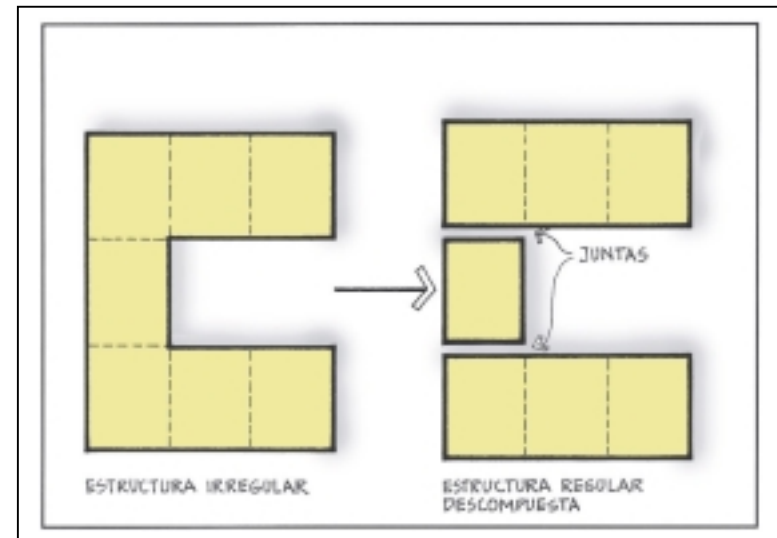 JUNTAS
ESTRUCTURA IRREGULAR
ESTRUCTURA REGULAR
DESCOMPUESTA